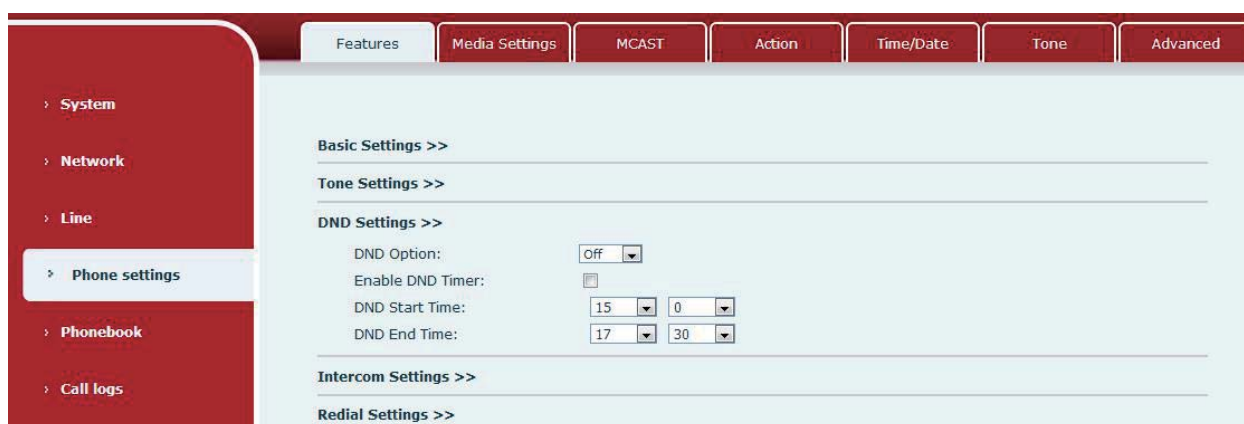 Features Media Settings MCAST Action Time/Date Tone Advanced
› System
› Network
› Line
› Phone settings
› Phonebook
› Call logs
Basic Settings >>
Tone Settings >>
DND Settings >>
DND Option: Off
Enable DND Timer:
DND Start Time: 15 0
DND End Time: 17 30
Intercom Settings >>
Redial Settings >>